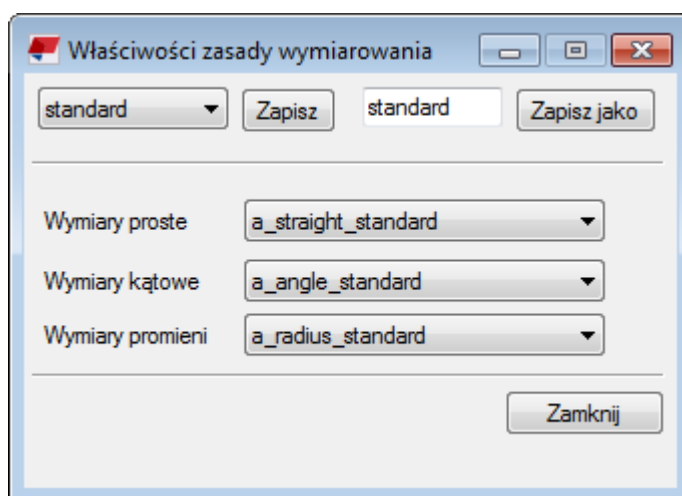 Właściwości zasady wymiarowania
standard Zapisz standard Zapisz jako
Wymiary proste a_straight_standard
Wymiary kątowe a_angle_standard
Wymiary promieni a_radius_standard
Zamknij